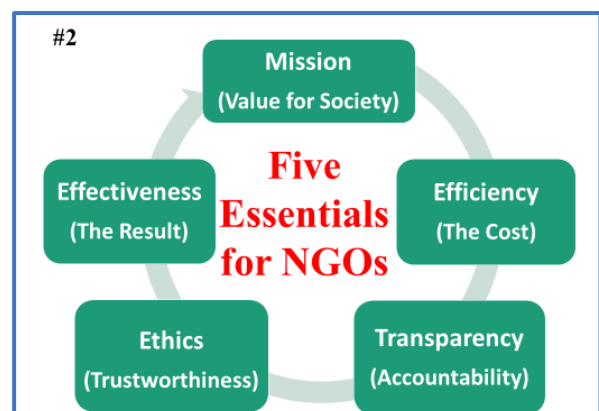 #2
Mission
(Value for Society)
Five
Essentials
for NGOs
Efficiency
(The Cost)
Transparency
(Accountability)
Ethics
(Trustworthiness)
Effectiveness
(The Result)